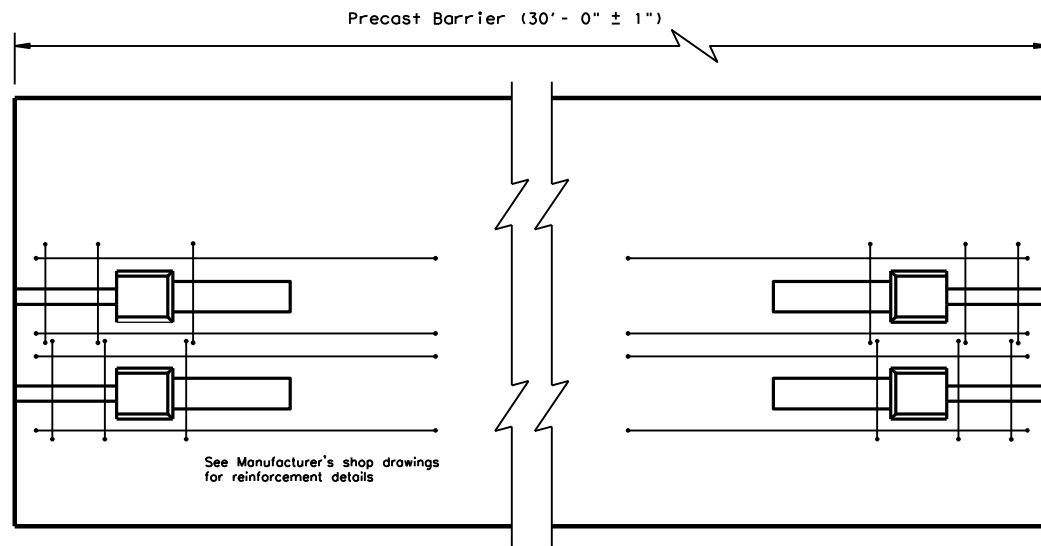 Precast Barrier (30'- 0" ± 1")
See Manufacturer's shop drawings
for reinforcement details